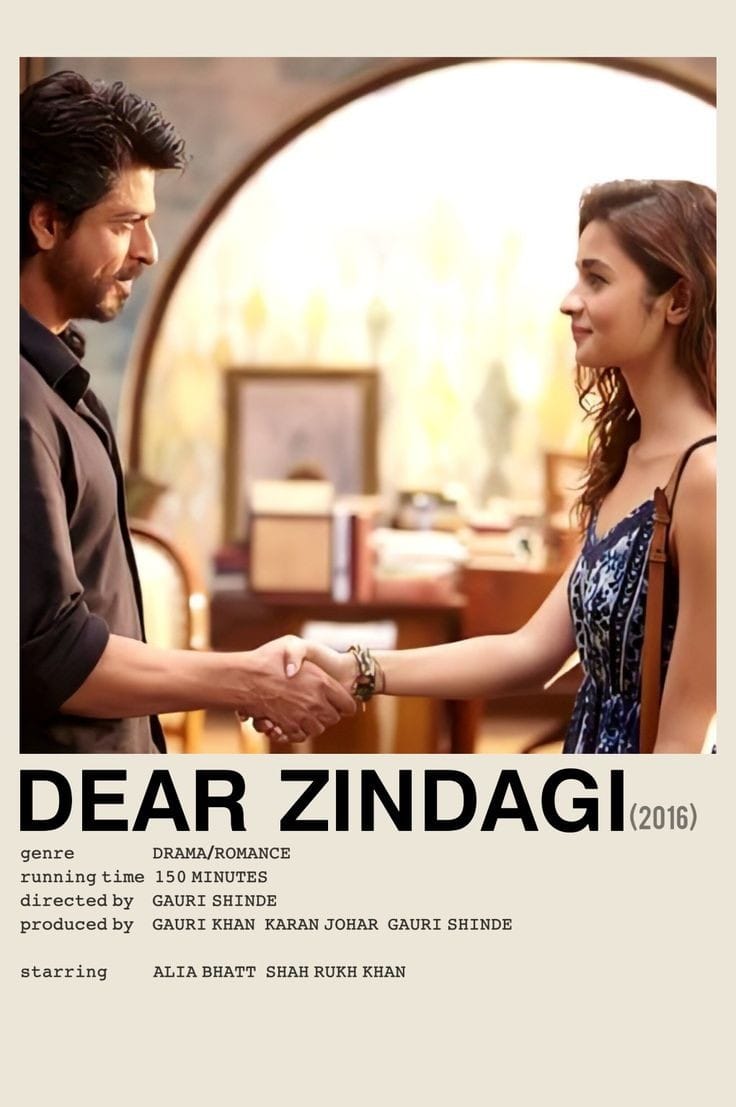 DEAR ZINDAGI (2016)
genre DRAMA/ROMANCE
running time 150 MINUTES
directed by GAURI SHINDE
produced by GAURI KHAN KARAN JOHAR GAURI SHINDE
starring ALIA BHATT SHAH RUKH KHAN